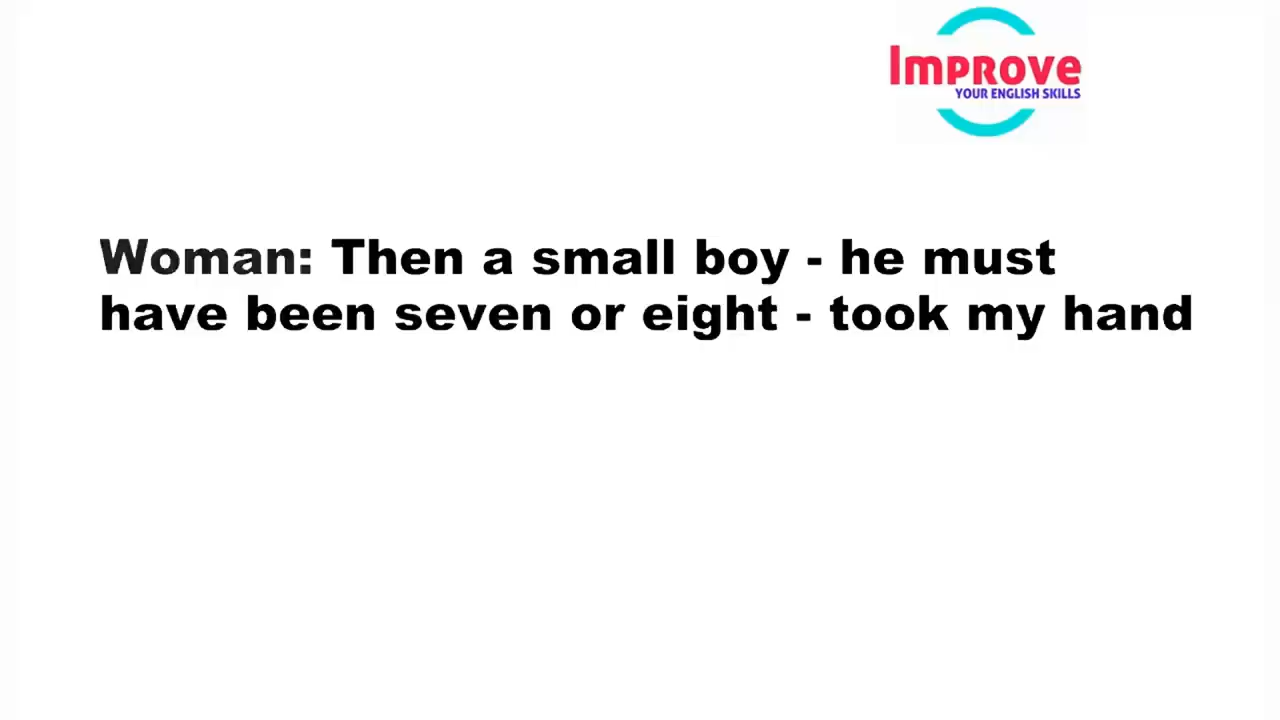 Improve
YOUR ENGLISH SKILLS
Woman: Then a small boy - he must
have been seven or eight - took my hand